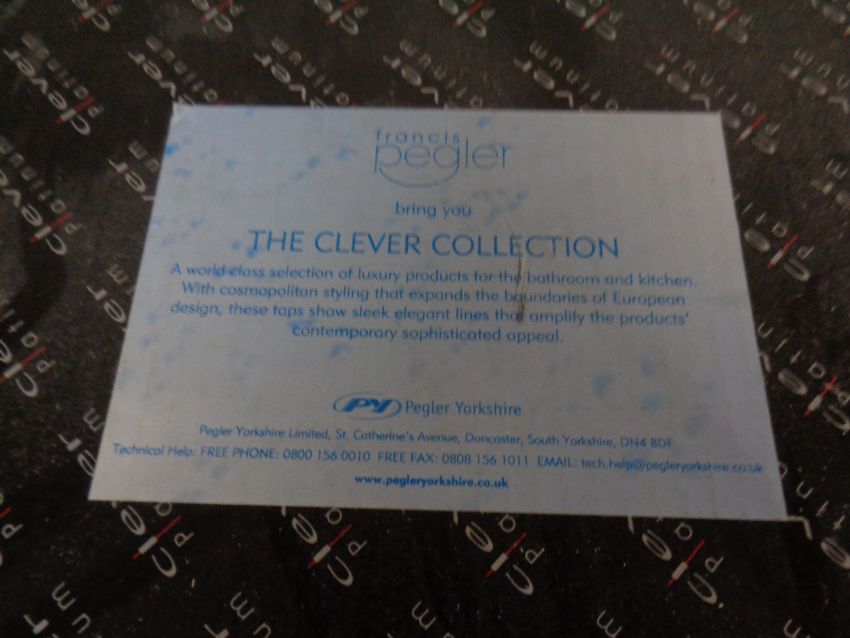 francis
pegler
bring you
THE CLEVER COLLECTION
A world-class selection of luxury products for the bathroom and kitchen.
With cosmopolitan styling that expands the boundaries of European
design, these taps show sleek elegant lines that amplify the products'
contemporary sophisticated appeal.
PY Pegler Yorkshire
Pegler Yorkshire Limited, St. Catherine's Avenue, Doncaster, South Yorkshire, DN4 8DF
Technical Help: FREE PHONE: 0800 156 0010 FREE FAX: 0808 156 1011 EMAIL: tech.help@pegleryorkshire.co.uk
www.pegleryorkshire.co.uk
clever
platinum